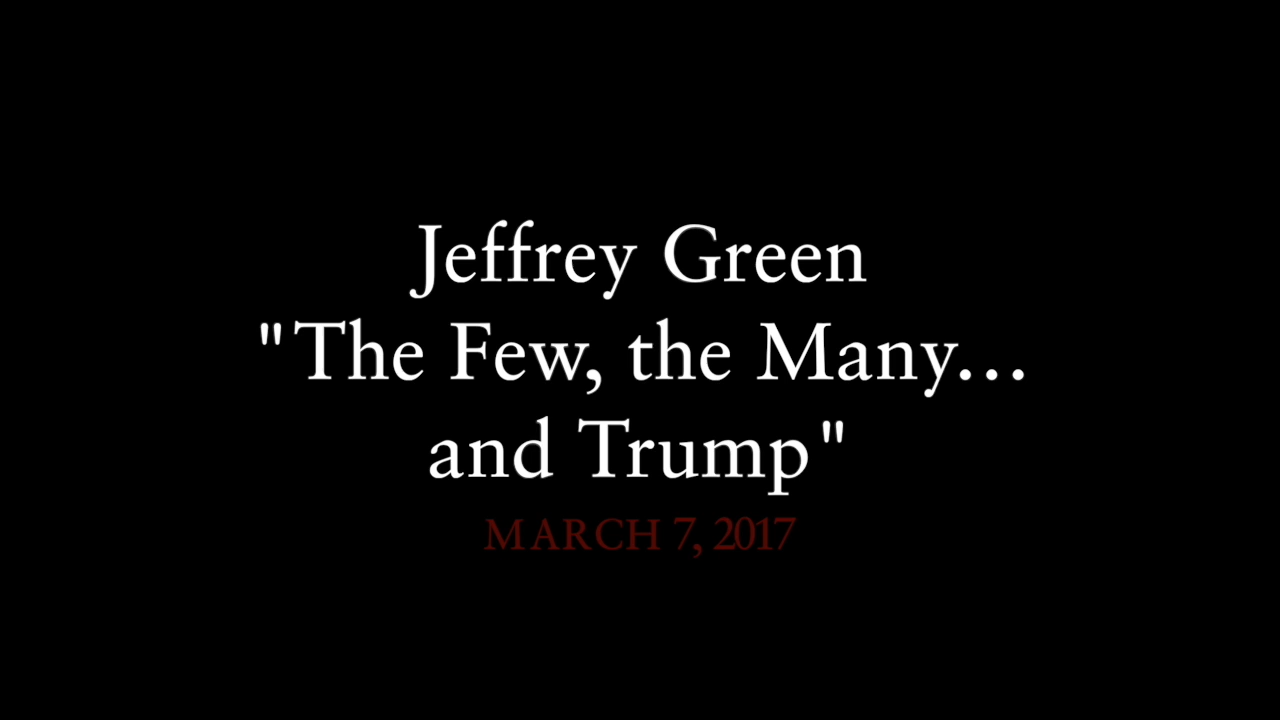 Jeffrey Green
"The Few, the Many...
and Trump"
MARCH 7, 2017